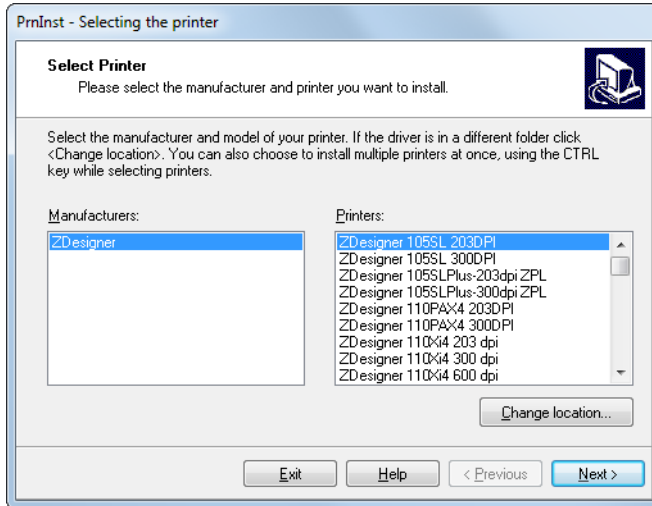 PrnInst - Selecting the printer
Select Printer
Please select the manufacturer and printer you want to install.
Select the manufacturer and model of your printer. If the driver is in a different folder click
<Change location>. You can also choose to install multiple printers at once, using the CTRL
key while selecting printers.
Manufacturers:
ZDesigner
Printers:
ZDesigner 105SL 203DPI
ZDesigner 105SL 300DPI
ZDesigner 105SLPlus-203dpi ZPL
ZDesigner 105SLPlus-300dpi ZPL
ZDesigner 110PAX4 203DPI
ZDesigner 110PAX4 300DPI
ZDesigner 110Xi4 203 dpi
ZDesigner 110Xi4 300 dpi
ZDesigner 110Xi4 600 dpi
Change location...
Exit
Help
< Previous
Next >